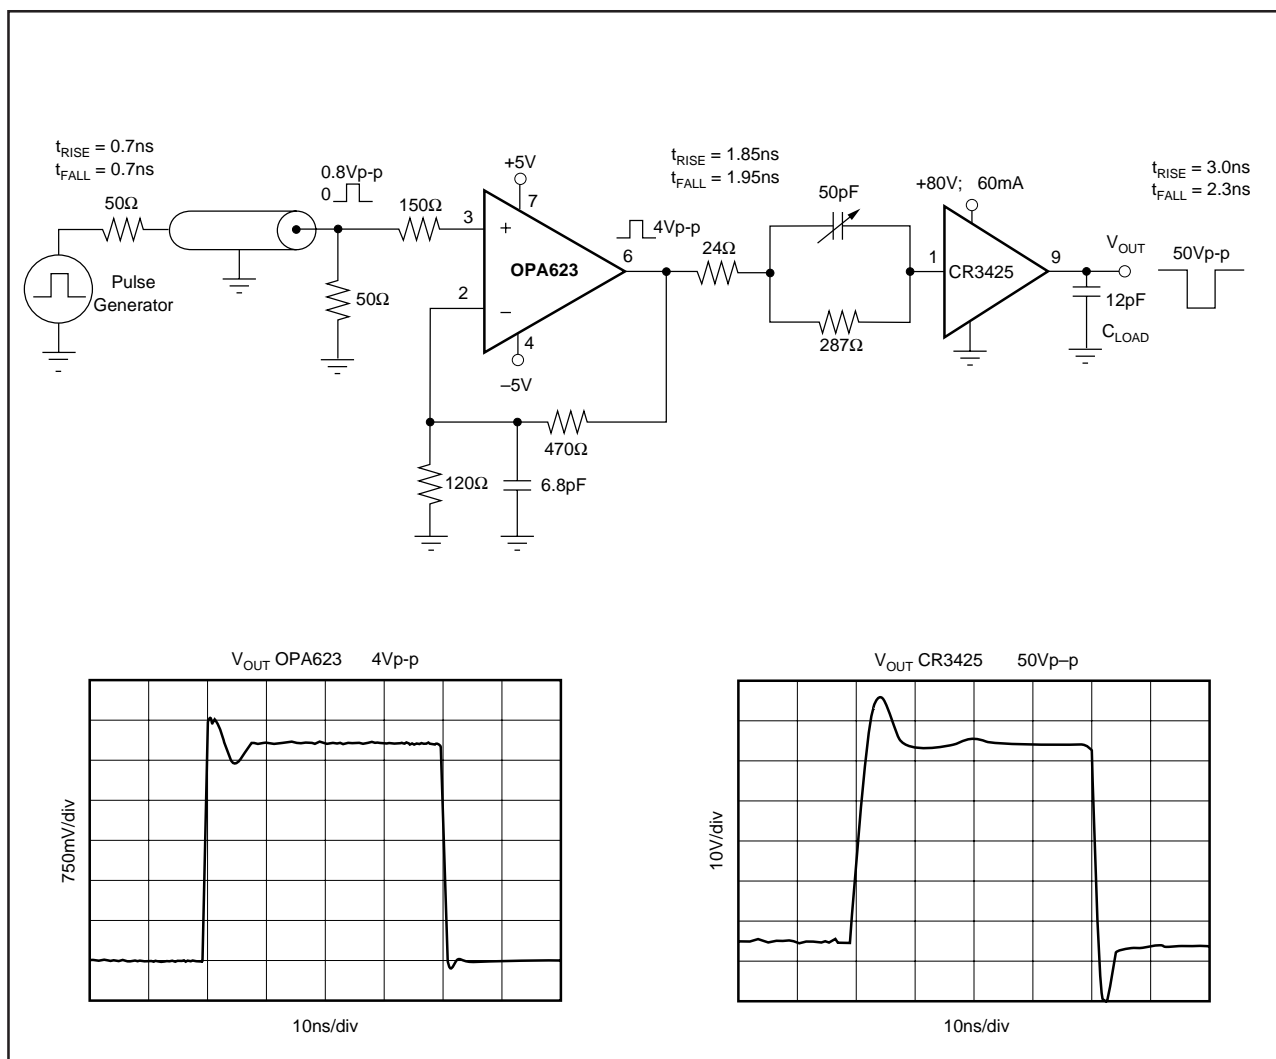 t_RISE = 0.7ns
t_FALL = 0.7ns
50Ω
0.8Vp-p
0
150Ω
3
+5V
7
+
OPA623
2
–
4
–5V
6
4Vp-p
t_RISE = 1.85ns
t_FALL = 1.95ns
24Ω
50pF
287Ω
+80V; 60mA
1
CR3425
9
V_OUT
t_RISE = 3.0ns
t_FALL = 2.3ns
50Vp-p
12pF
C_LOAD
Pulse
Generator
50Ω
470Ω
120Ω
6.8pF
V_OUT OPA623 4Vp-p
750mV/div
10ns/div
V_OUT CR3425 50Vp–p
10V/div
10ns/div